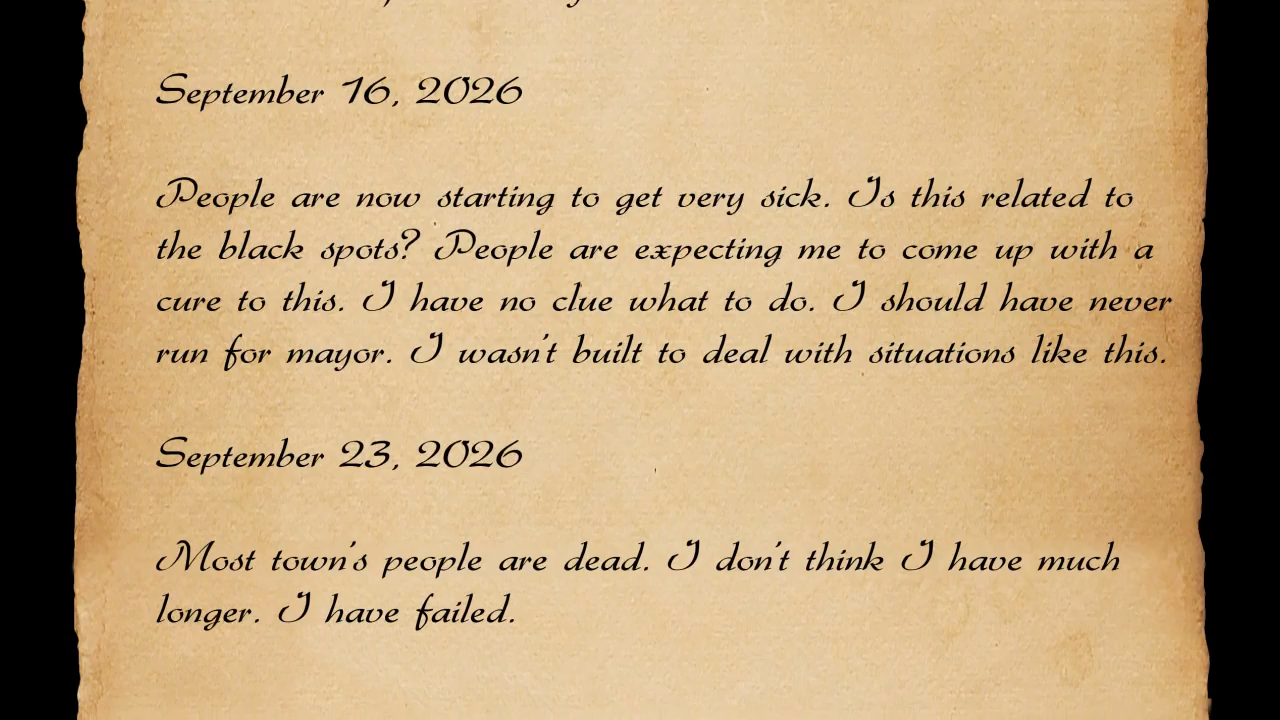 September 16, 2026
People are now starting to get very sick. Is this related to
the black spots? People are expecting me to come up with a
cure to this. I have no clue what to do. I should have never
run for mayor. I wasn't built to deal with situations like this.
September 23, 2026
Most town's people are dead. I don't think I have much
longer. I have failed.